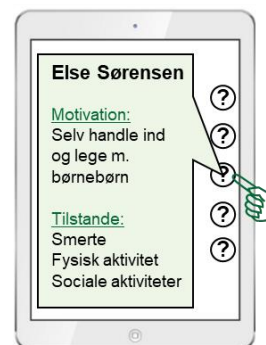 Else Sørensen
Motivation:
Selv handle ind
og lege m.
børnebørn
Tilstande:
Smerte
Fysisk aktivitet
Sociale aktiviteter
?
?
?
?
?